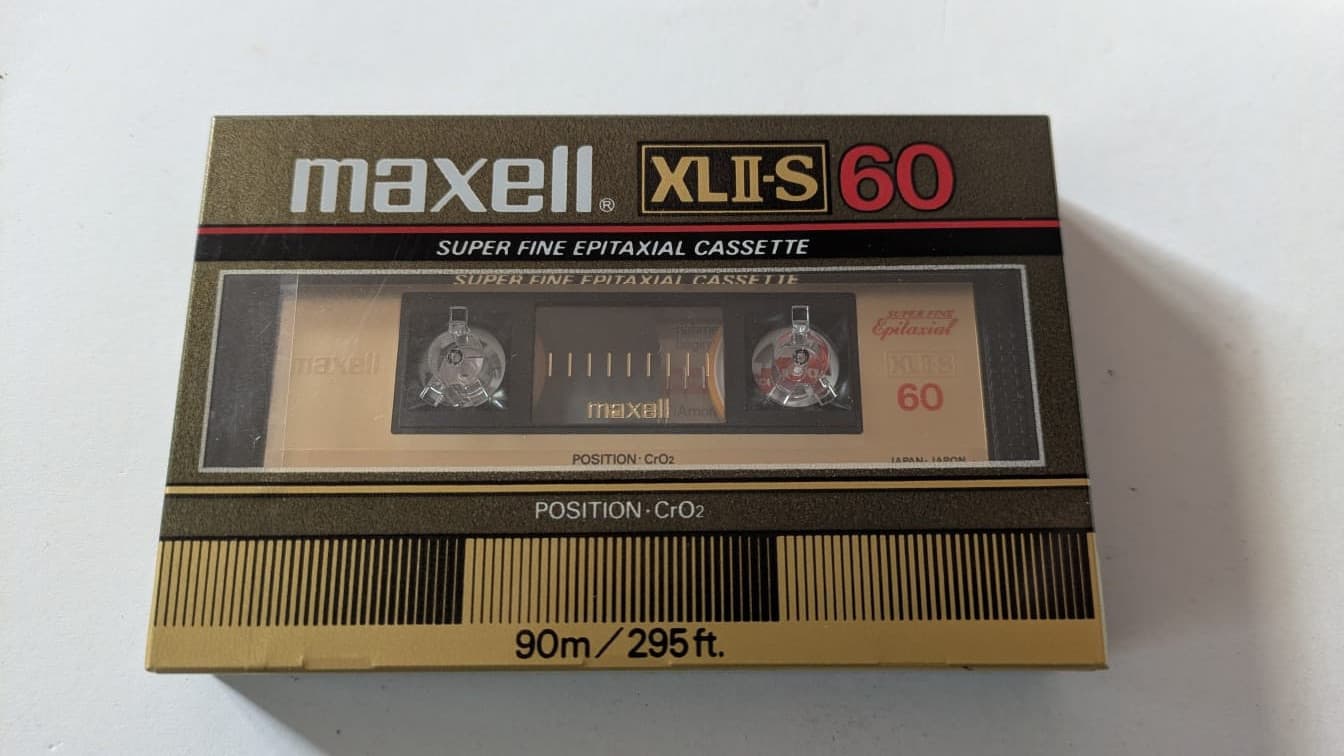 maxell® XLII-S 60
SUPER FINE EPITAXIAL CASSETTE
SUPER FINE EPITAXIAL CASSETTE
SUPER FINE
Epitaxial
maxell
XLII-S
60
maxell
POSITION·CrO₂
JAPAN·JAPON
POSITION·CrO₂
90m/295ft.